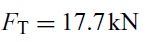 F_T = 17.7 kN